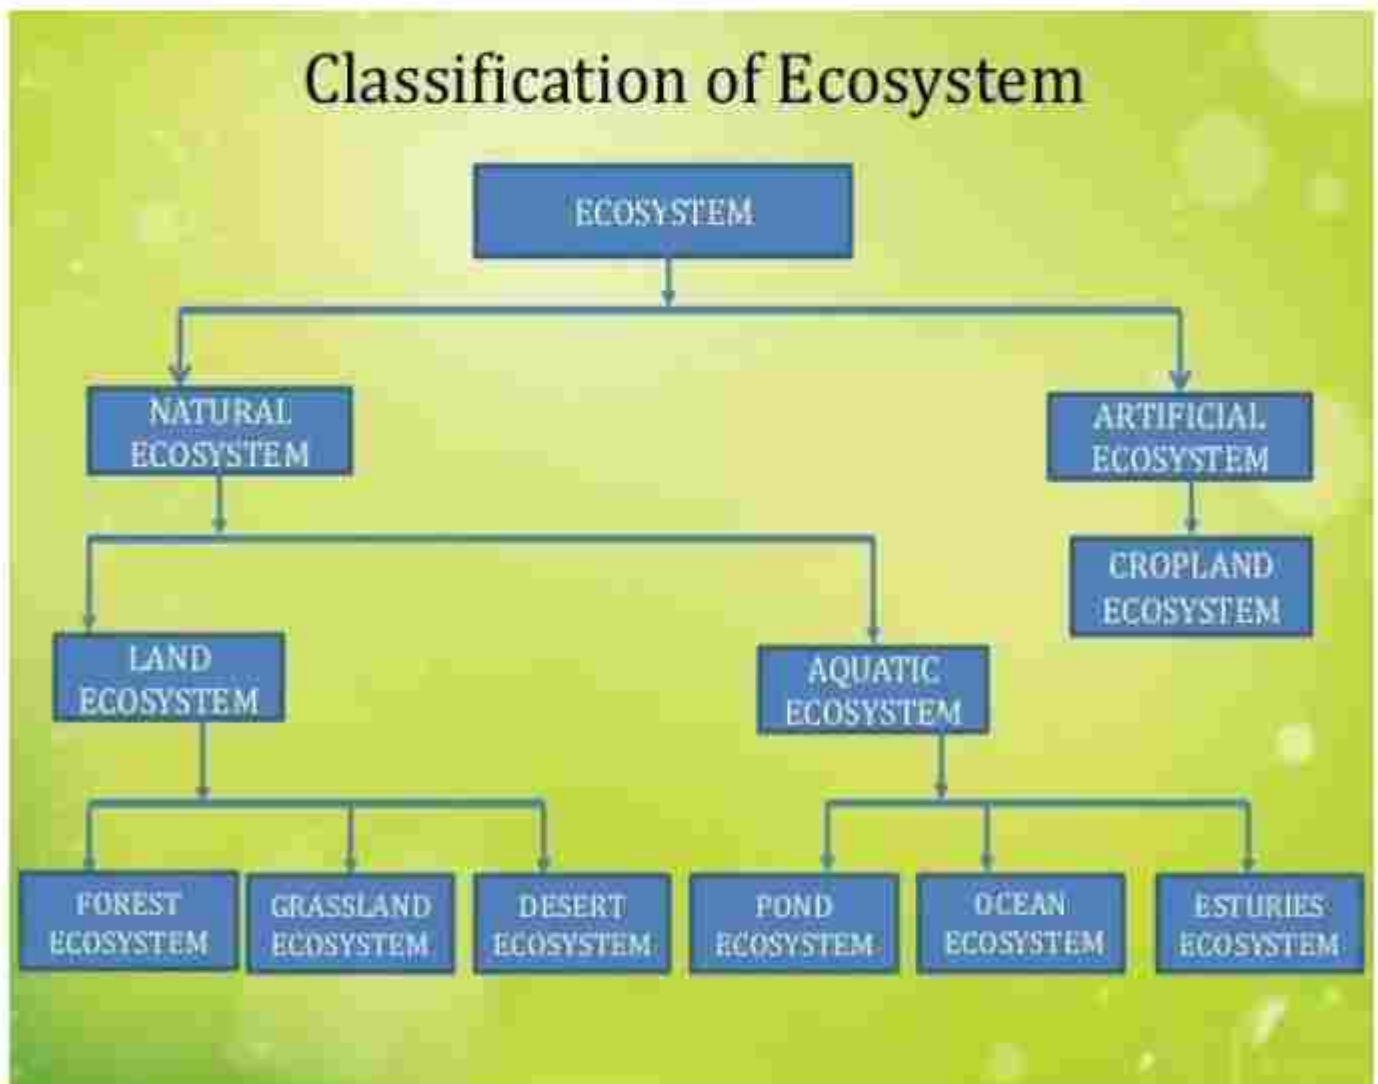 Classification of Ecosystem
ECOSYSTEM
NATURAL
ECOSYSTEM
ARTIFICIAL
ECOSYSTEM
CROPLAND
ECOSYSTEM
LAND
ECOSYSTEM
AQUATIC
ECOSYSTEM
FOREST
ECOSYSTEM
GRASSLAND
ECOSYSTEM
DESERT
ECOSYSTEM
POND
ECOSYSTEM
OCEAN
ECOSYSTEM
ESTURIES
ECOSYSTEM